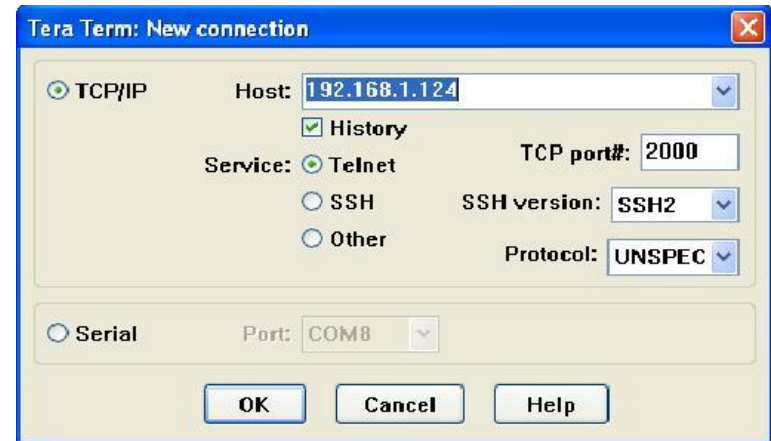 Tera Term: New connection
TCP/IP Host: 192.168.1.124
History
Service: Telnet TCP port#: 2000
SSH SSH version: SSH2
Other Protocol: UNSPEC
Serial Port: COM8
OK Cancel Help